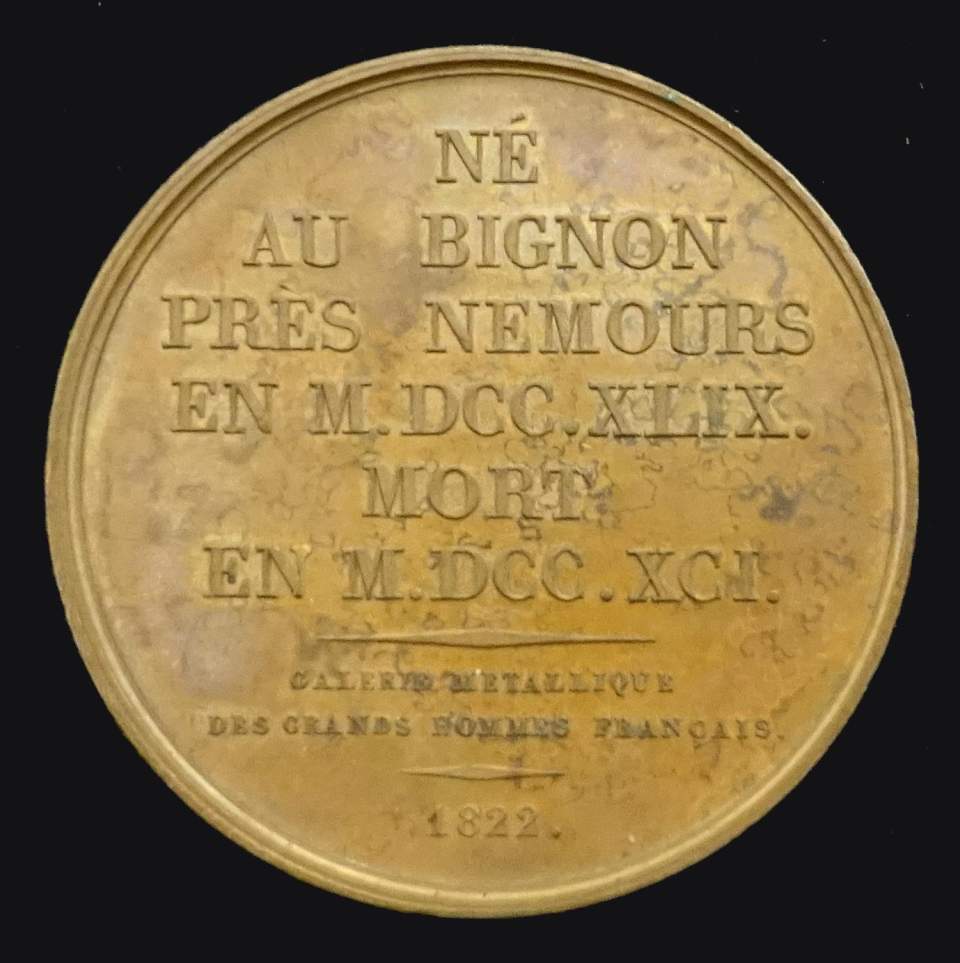 NÉ
AU BIGNON
PRÈS NEMOURS
EN M.DCC.XLIX.
MORT
EN M.DCC.XCI.
GALERIE METALLIQUE
DES GRANDS HOMMES FRANÇAIS.
1822.